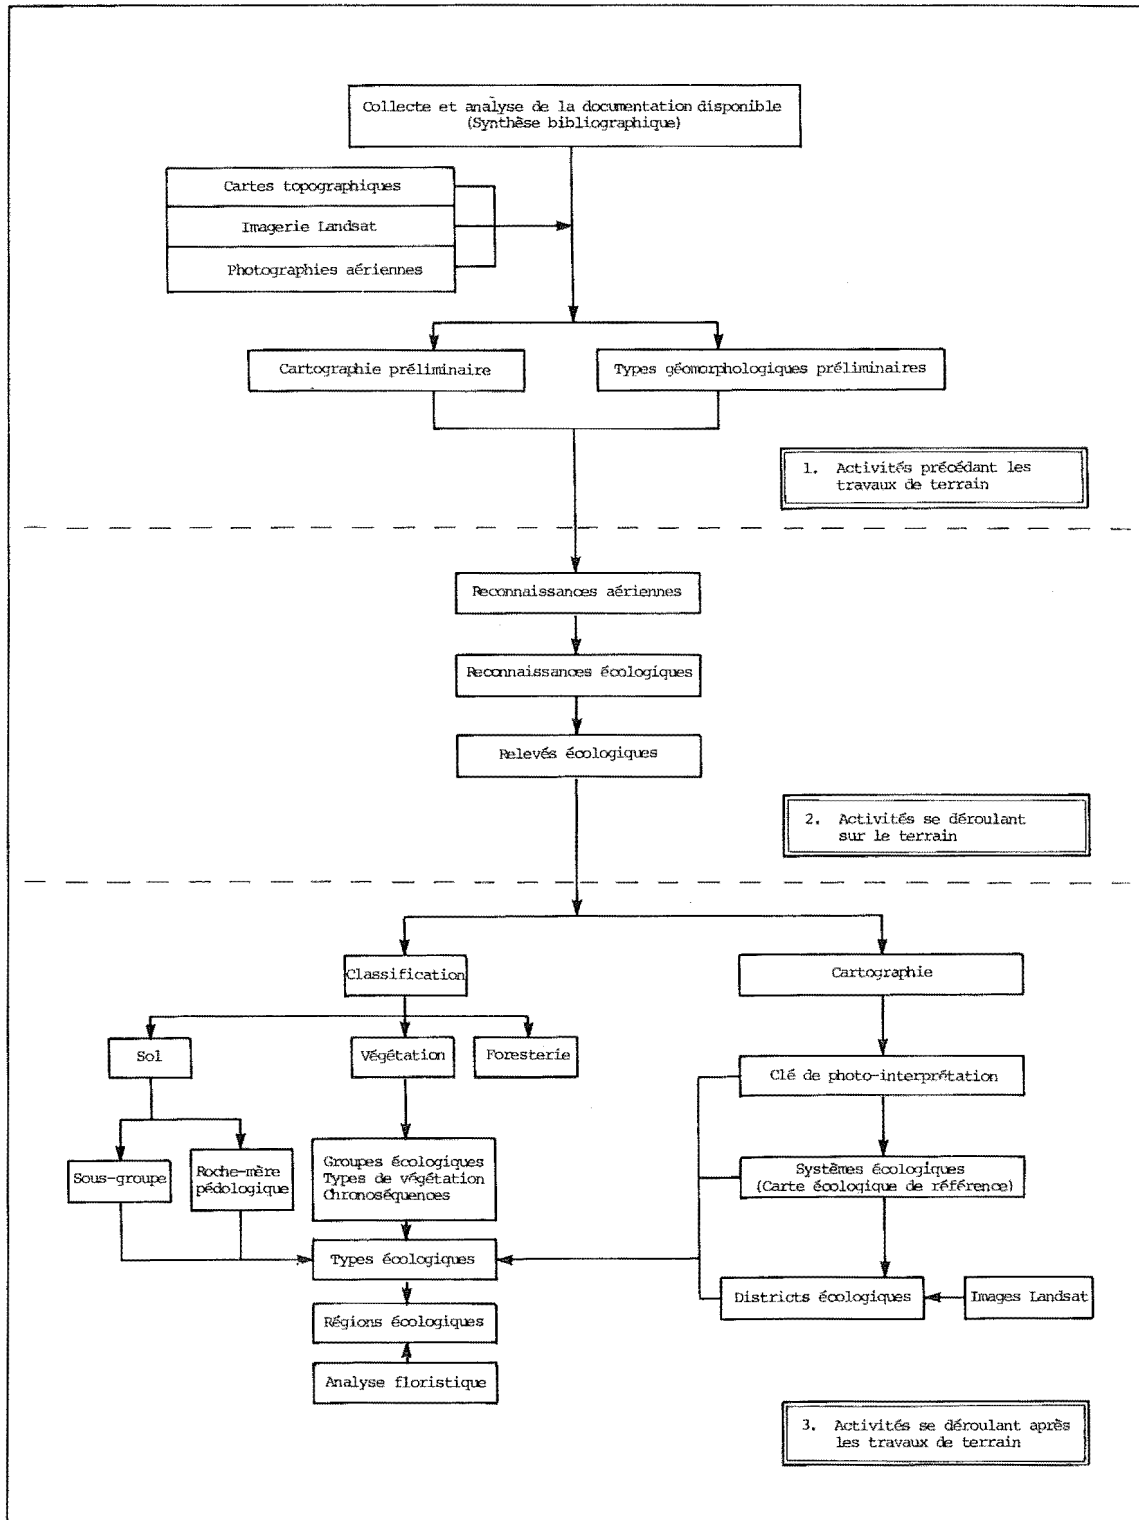 Collecte et analyse de la documentation disponible
(Synthèse bibliographique)
Cartes topographiques
Imagerie Landsat
Photographies aériennes
Cartographie préliminaire
Types géomorphologiques préliminaires
1. Activités précédant les
travaux de terrain
Reconnaissances aériennes
Reconnaissances écologiques
Relevés écologiques
2. Activités se déroulant
sur le terrain
Classification
Cartographie
Sol
Végétation
Foresterie
Clé de photo-interprétation
Sous-groupe
Roche-mère
pédologique
Groupes écologiques
Types de végétation
Chronoséquences
Systèmes écologiques
(Carte écologique de référence)
Types écologiques
Districts écologiques
Images Landsat
Régions écologiques
Analyse floristique
3. Activités se déroulant après
les travaux de terrain